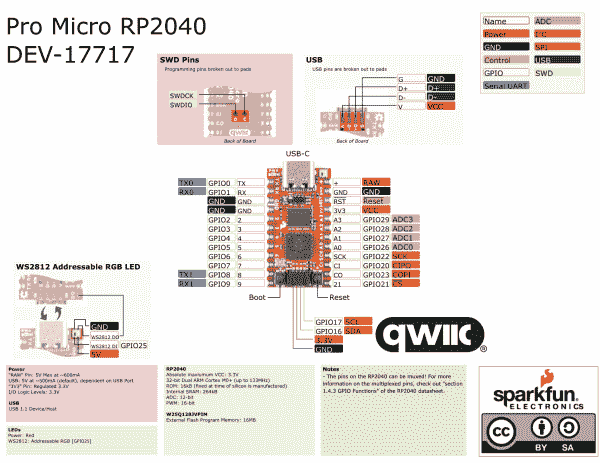 Pro Micro RP2040
DEV-17717
SWD Pins
Programming pins broken out to pads
SWDCK
SWDIO
Back of Board
USB
USB pins are broken out to pads
G GND
D+ D+
D- D-
V VCC
Back of Board
Name ADC
Power I2C
GND SPI
Control USB
GPIO SWD
Serial UART
USB-C
TX0 GPIO0 TX
RX0 GPIO1 RX
GND GND
GND GND
GPIO2 2
GPIO3 3
GPIO4 4
GPIO5 5
GPIO6 6
GPIO7 7
TX1 GPIO8 8
RX1 GPIO9 9
+ RAW
GND GND
RST Reset
3V3 VCC
A3 GPIO29 ADC3
A2 GPIO28 ADC2
A1 GPIO27 ADC1
A0 GPIO26 ADC0
SCK GPIO22 SCK
CI GPIO20 CIPO
CO GPIO23 COPI
21 GPIO21 CS
Boot
Reset
GPIO17 SCL
GPIO16 SDA
3.3V
GND
qwiic
WS2812 Addressable RGB LED
GND
WS2812 DO
WS2812 DI GPIO25
5V
Power
"RAW" Pin: 5V Max at ~600mA
USB: 5V at ~500mA (default), dependent on USB Port
"3V3" Pin: Regulated 3.3V
I/O Logic Levels: 3.3V
USB
USB 1.1 Device/Host
LEDs
Power: Red
WS2812: Addressable RGB [GPIO25]
RP2040
Absolute maxiumum VCC: 3.3V
32-bit Dual ARM Cortex M0+ (up to 133MHz)
ROM: 16kB (fixed at time of silicon is manufactured)
Internal SRAM: 264kB
ADC: 12-bit
PWM: 16-bit
W25Q128JVPIM
External Flash Program Memory: 16MB
Notes
- The pins on the RP2040 can be muxed! For more
information on the multiplexed pins, check out "section
1.4.3 GPIO Functions" of the RP2040 datasheet.
sparkfun
ELECTRONICS
CC
BY SA